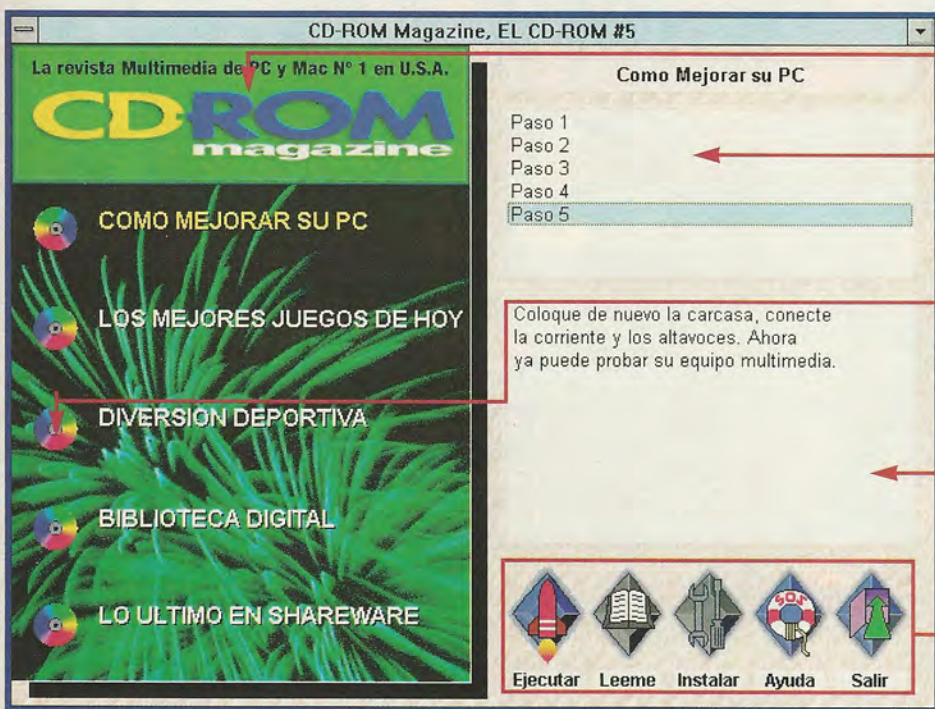 CD-ROM Magazine, EL CD-ROM #5
La revista Multimedia de PC y Mac Nº 1 en U.S.A.
CD-ROM
magazine
COMO MEJORAR SU PC
LOS MEJORES JUEGOS DE HOY
DIVERSION DEPORTIVA
BIBLIOTECA DIGITAL
LO ULTIMO EN SHAREWARE
Como Mejorar su PC
Paso 1
Paso 2
Paso 3
Paso 4
Paso 5
Coloque de nuevo la carcasa, conecte
la corriente y los altavoces. Ahora
ya puede probar su equipo multimedia.
SOS
Ejecutar Leeme Instalar Ayuda Salir